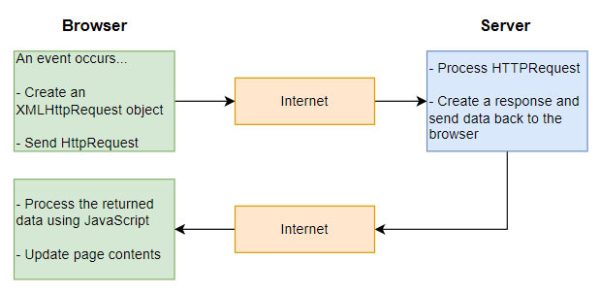 Browser
Server
An event occurs...
- Create an
XMLHttpRequest object
- Send HttpRequest
Internet
- Process HTTPRequest
- Create a response and
send data back to the
browser
- Process the returned
data using JavaScript
- Update page contents
Internet